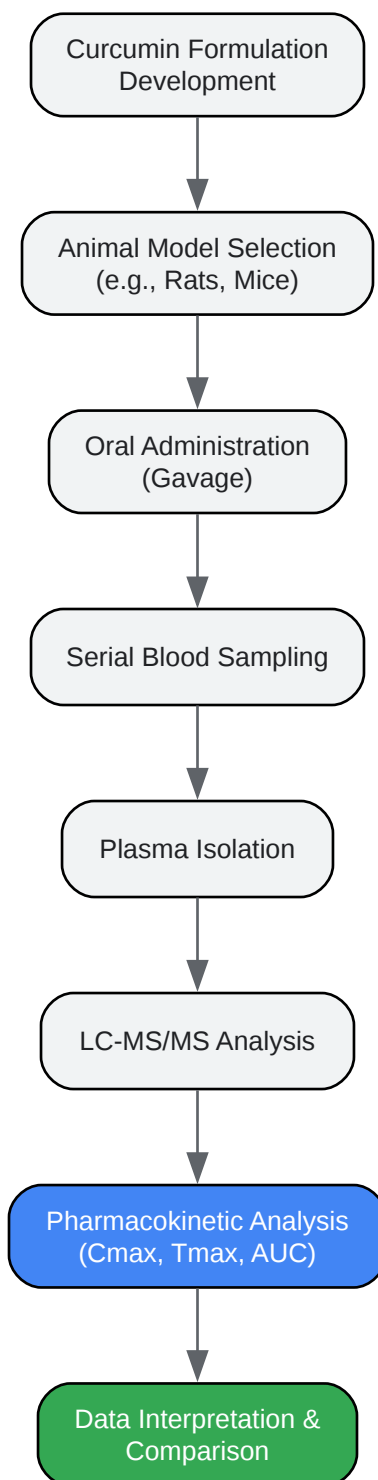 Curcumin Formulation
Development
Animal Model Selection
(e.g., Rats, Mice)
Oral Administration
(Gavage)
Serial Blood Sampling
Plasma Isolation
LC-MS/MS Analysis
Pharmacokinetic Analysis
(Cmax, Tmax, AUC)
Data Interpretation &
Comparison